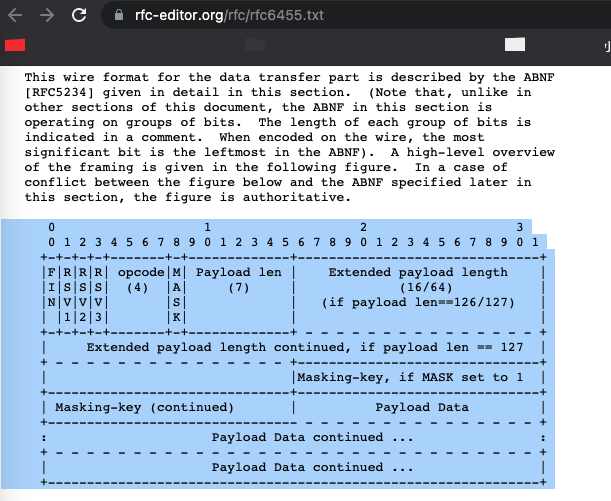 rfc-editor.org/rfc/rfc6455.txt
This wire format for the data transfer part is described by the ABNF
[RFC5234] given in detail in this section.  (Note that, unlike in
other sections of this document, the ABNF in this section is
operating on groups of bits.  The length of each group of bits is
indicated in a comment.  When encoded on the wire, the most
significant bit is the leftmost in the ABNF).  A high-level overview
of the framing is given in the following figure.  In a case of
conflict between the figure below and the ABNF specified later in
this section, the figure is authoritative.
 0                   1                   2                   3
 0 1 2 3 4 5 6 7 8 9 0 1 2 3 4 5 6 7 8 9 0 1 2 3 4 5 6 7 8 9 0 1
+-+-+-+-+-------+-+-------------+-------------------------------+
|F|R|R|R| opcode|M| Payload len |    Extended payload length    |
|I|S|S|S|  (4)  |A|     (7)     |             (16/64)           |
|N|V|V|V|       |S|             |   (if payload len==126/127)   |
| |1|2|3|       |K|             |                               |
+-+-+-+-+-------+-+-------------+ - - - - - - - - - - - - - - - +
|     Extended payload length continued, if payload len == 127  |
+ - - - - - - - - - - - - - - - +-------------------------------+
|                               |Masking-key, if MASK set to 1  |
+-------------------------------+-------------------------------+
| Masking-key (continued)       |          Payload Data         |
+-------------------------------- - - - - - - - - - - - - - - - +
:                     Payload Data continued ...                :
+ - - - - - - - - - - - - - - - - - - - - - - - - - - - - - - - +
|                     Payload Data continued ...                |
+---------------------------------------------------------------+